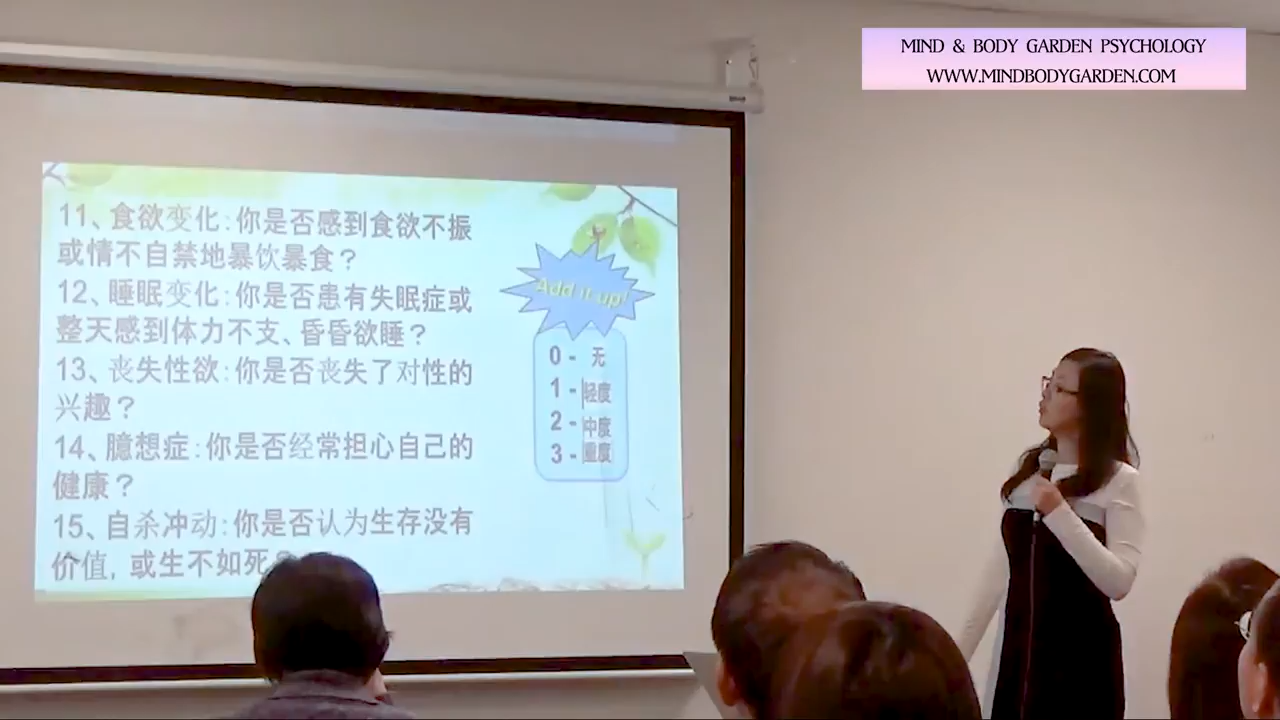 MIND & BODY GARDEN PSYCHOLOGY
WWW.MINDBODYGARDEN.COM
11、食欲变化:你是否感到食欲不振
或情不自禁地暴饮暴食？
12、睡眠变化:你是否患有失眠症或
整天感到体力不支、昏昏欲睡？
13、丧失性欲:你是否丧失了对性的
兴趣？
14、臆想症:你是否经常担心自己的
健康？
15、自杀冲动:你是否认为生存没有
价值, 或生不如死？
Add it up!
0 - 无
1 - 轻度
2 - 中度
3 - 重度